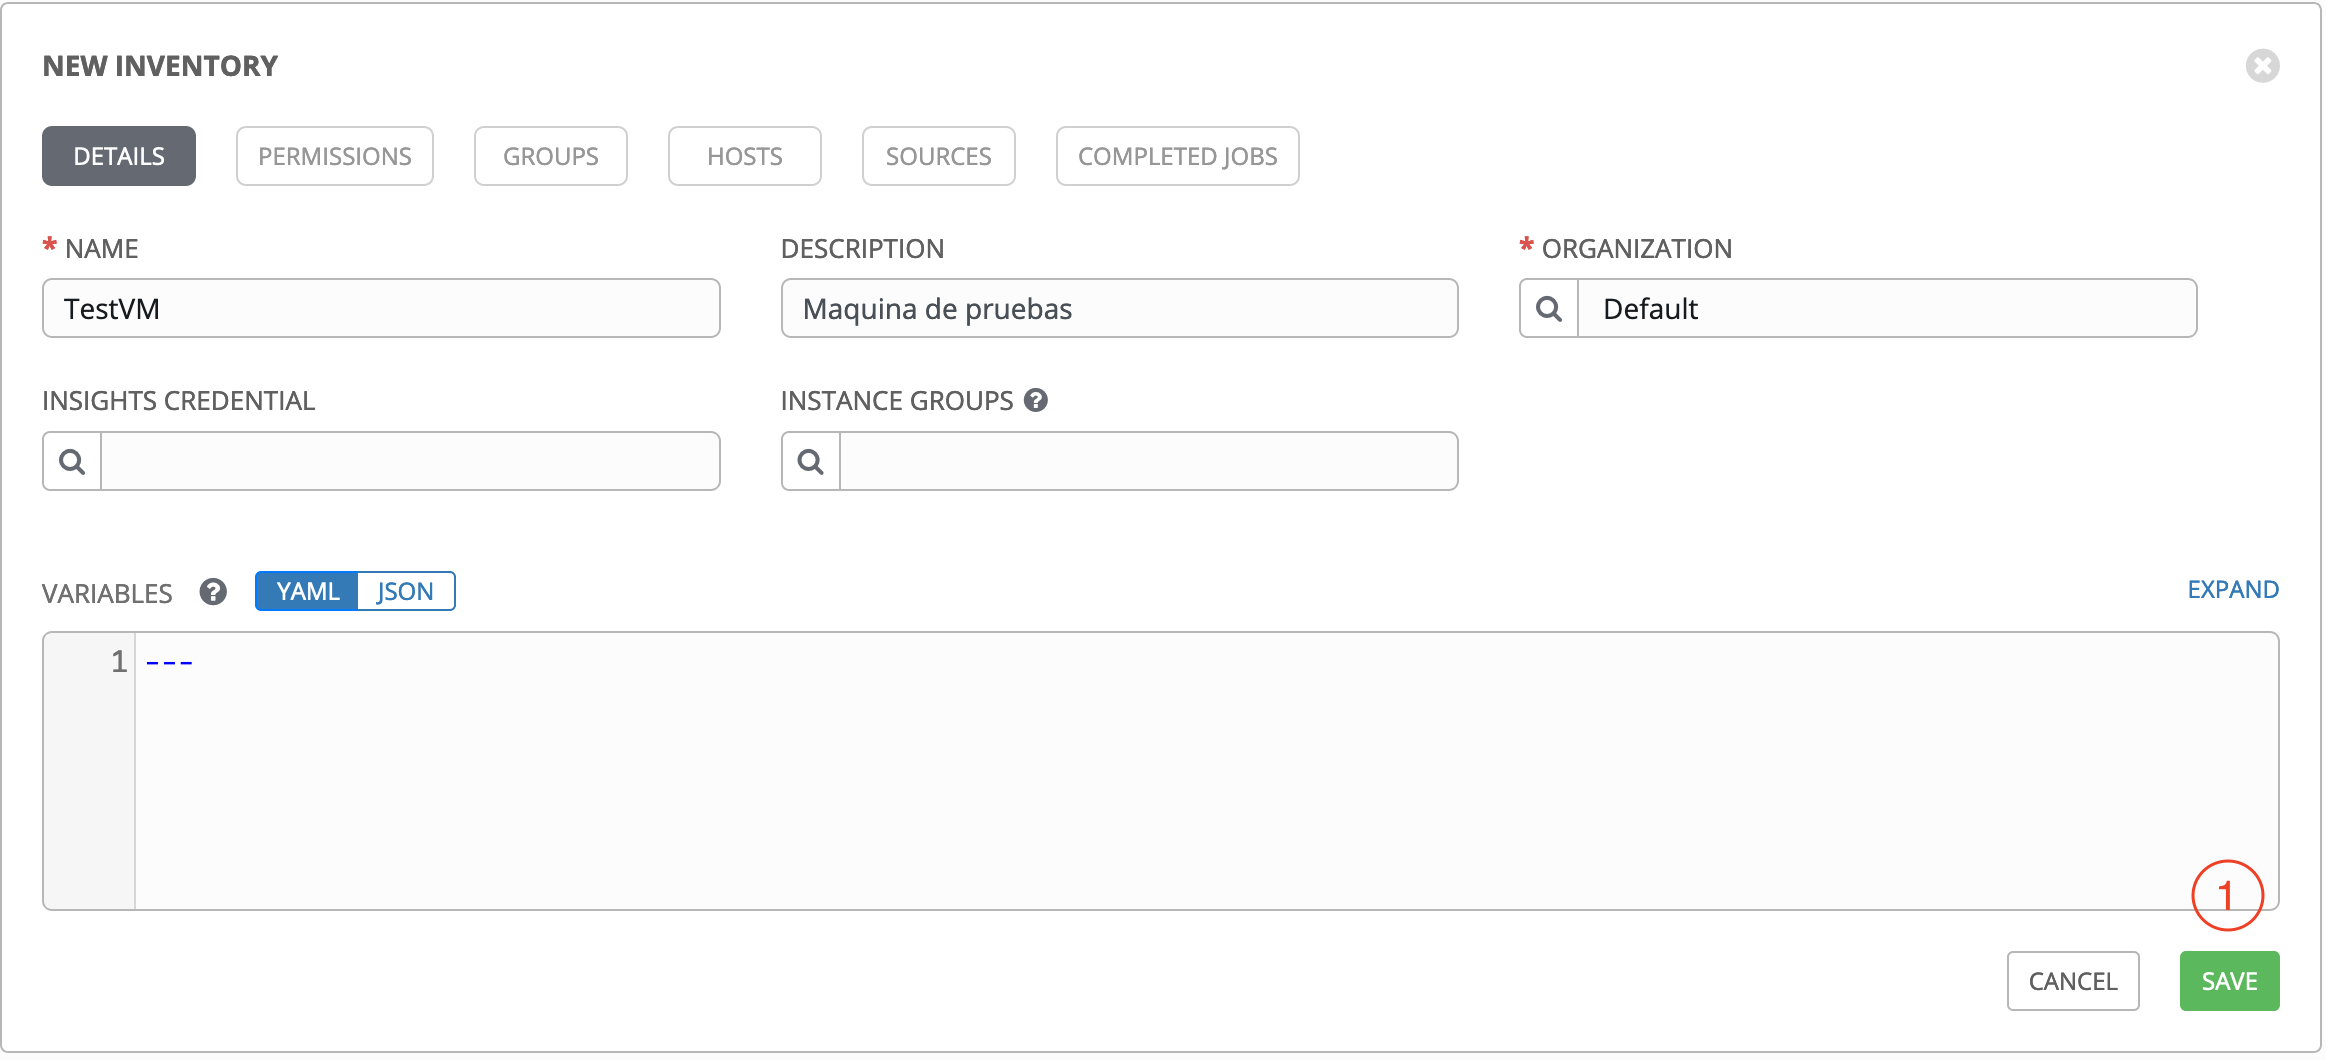 NEW INVENTORY
DETAILS PERMISSIONS GROUPS HOSTS SOURCES COMPLETED JOBS
* NAME DESCRIPTION * ORGANIZATION
TestVM Maquina de pruebas Default
INSIGHTS CREDENTIAL INSTANCE GROUPS ?
VARIABLES ? YAML JSON EXPAND
1 ---
1
CANCEL SAVE